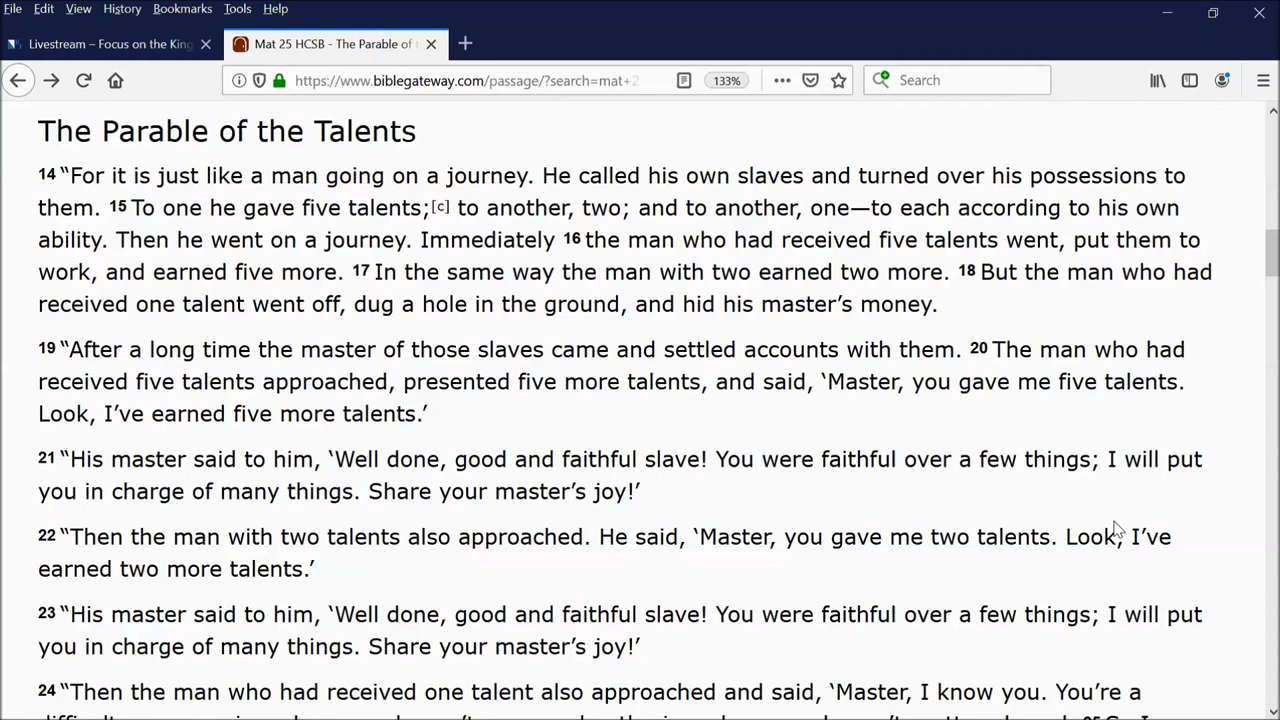 File Edit View History Bookmarks Tools Help
Livestream – Focus on the King
Mat 25 HCSB - The Parable of t
https://www.biblegateway.com/passage/?search=mat+2
133%
Search
The Parable of the Talents
14 “For it is just like a man going on a journey. He called his own slaves and turned over his possessions to
them. 15 To one he gave five talents;[c] to another, two; and to another, one—to each according to his own
ability. Then he went on a journey. Immediately 16 the man who had received five talents went, put them to
work, and earned five more. 17 In the same way the man with two earned two more. 18 But the man who had
received one talent went off, dug a hole in the ground, and hid his master’s money.
19 “After a long time the master of those slaves came and settled accounts with them. 20 The man who had
received five talents approached, presented five more talents, and said, ‘Master, you gave me five talents.
Look, I’ve earned five more talents.’
21 “His master said to him, ‘Well done, good and faithful slave! You were faithful over a few things; I will put
you in charge of many things. Share your master’s joy!’
22 “Then the man with two talents also approached. He said, ‘Master, you gave me two talents. Look, I’ve
earned two more talents.’
23 “His master said to him, ‘Well done, good and faithful slave! You were faithful over a few things; I will put
you in charge of many things. Share your master’s joy!’
24 “Then the man who had received one talent also approached and said, ‘Master, I know you. You’re a